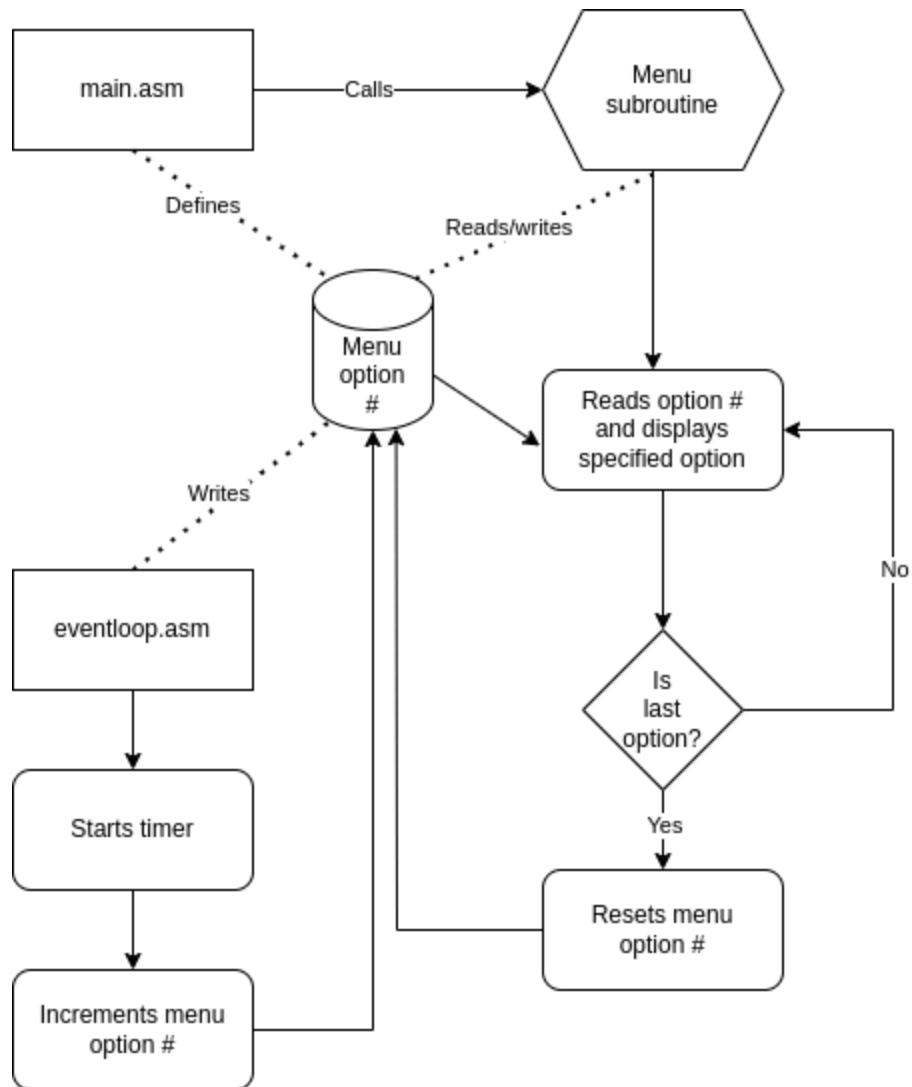 main.asm
Calls
Menu
subroutine
Defines
Reads/writes
Menu
option
#
Reads option #
and displays
specified option
Writes
No
eventloop.asm
Is
last
option?
Starts timer
Yes
Resets menu
option #
Increments menu
option #